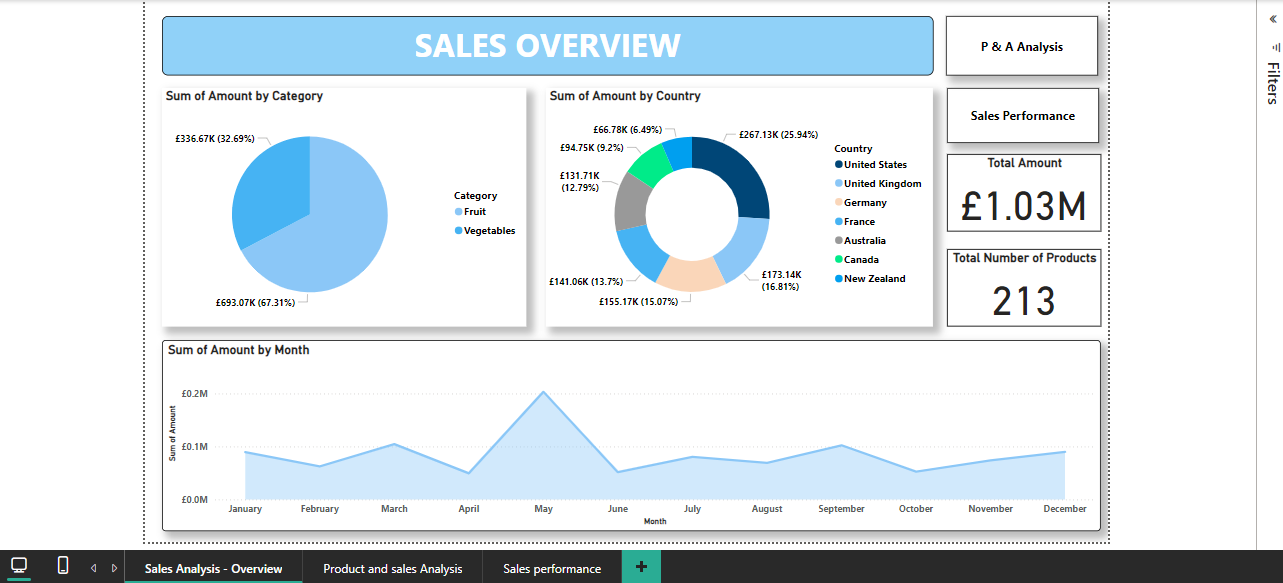 SALES OVERVIEW
P & A Analysis
Sales Performance
Filters
Sum of Amount by Category
£336.67K (32.69%)
£693.07K (67.31%)
Category
Fruit
Vegetables
Sum of Amount by Country
£66.78K (6.49%)
£267.13K (25.94%)
£94.75K (9.2%)
£131.71K
(12.79%)
£141.06K (13.7%)
£155.17K (15.07%)
£173.14K
(16.81%)
Country
United States
United Kingdom
Germany
France
Australia
Canada
New Zealand
Total Amount
£1.03M
Total Number of Products
213
Sum of Amount by Month
Sum of Amount
£0.2M
£0.1M
£0.0M
January February March April May June July August September October November December
Month
Sales Analysis - Overview
Product and sales Analysis
Sales performance
+